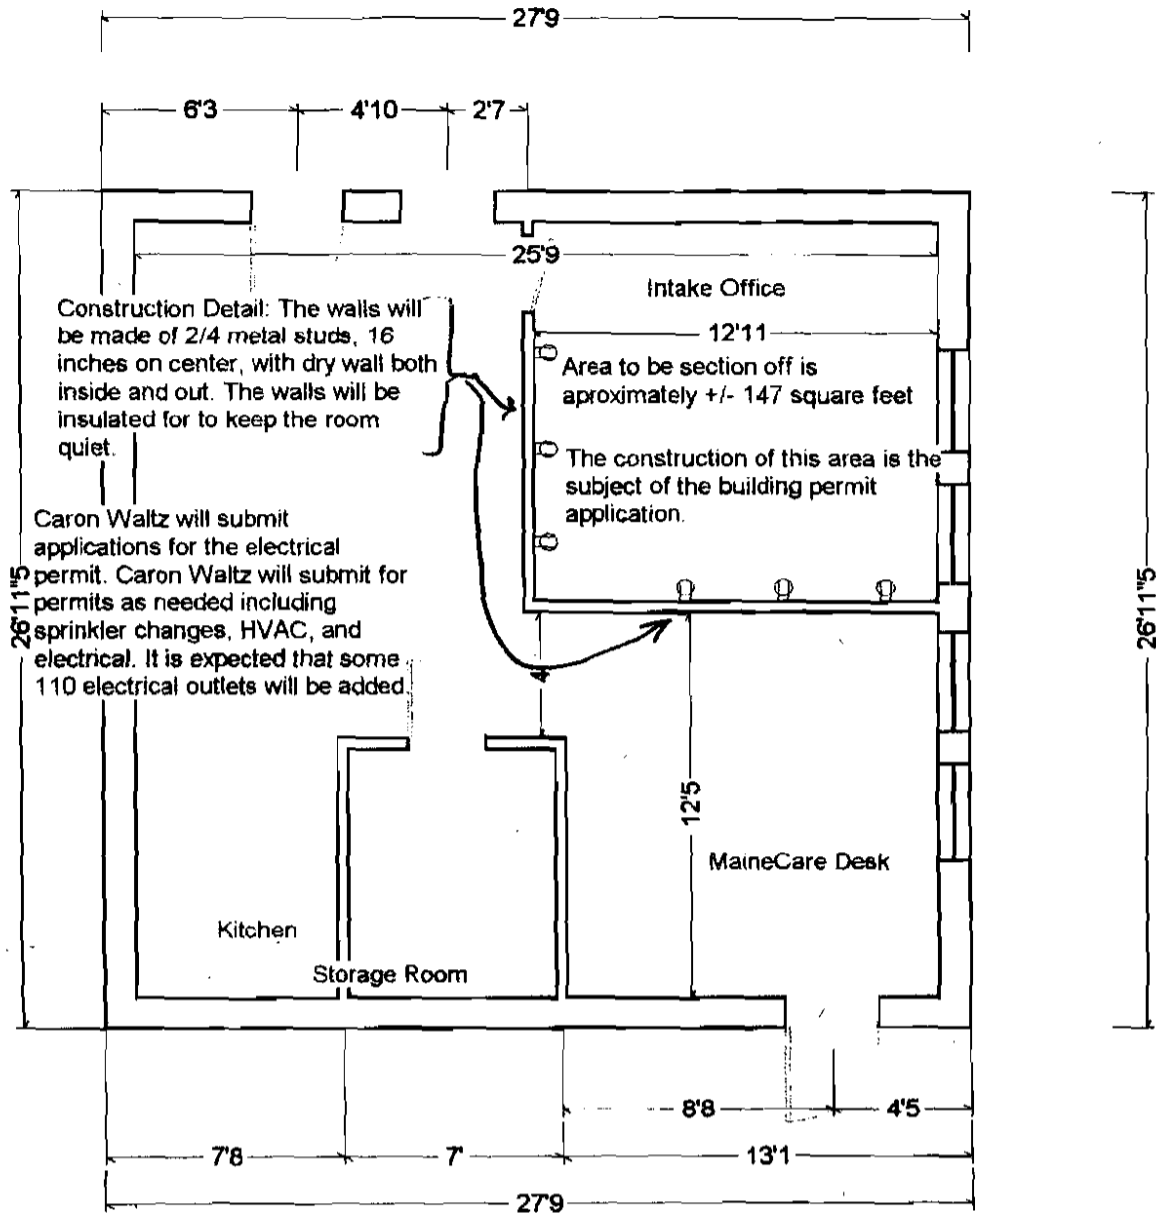 27'9
6'3
4'10
2'7
25'9
Intake Office
12'11
Construction Detail: The walls will
be made of 2/4 metal studs, 16
inches on center, with dry wall both
inside and out. The walls will be
insulated for to keep the room
quiet.
Area to be section off is
aproximately +/- 147 square feet
The construction of this area is the
subject of the building permit
application.
Caron Waltz will submit
applications for the electrical
permit. Caron Waltz will submit for
permits as needed including
sprinkler changes, HVAC, and
electrical. It is expected that some
110 electrical outlets will be added.
26'11"5
26'11"5
12'5
MaineCare Desk
Kitchen
Storage Room
8'8
4'5
7'8
7'
13'1
27'9